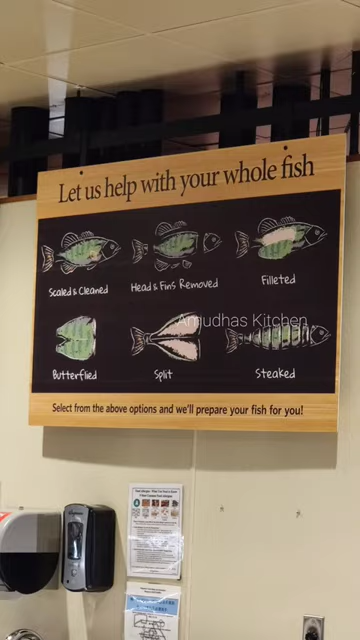 Let us help with your whole fish
Scaled & Cleaned
Head & Fins Removed
Filleted
Amudhas Kitchen
Butterflied
Split
Steaked
Select from the above options and we'll prepare your fish for you!